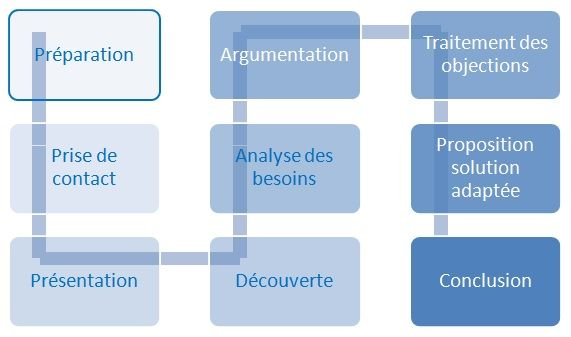 Préparation
Prise de
contact
Présentation
Découverte
Analyse des
besoins
Argumentation
Traitement des
objections
Proposition
solution
adaptée
Conclusion